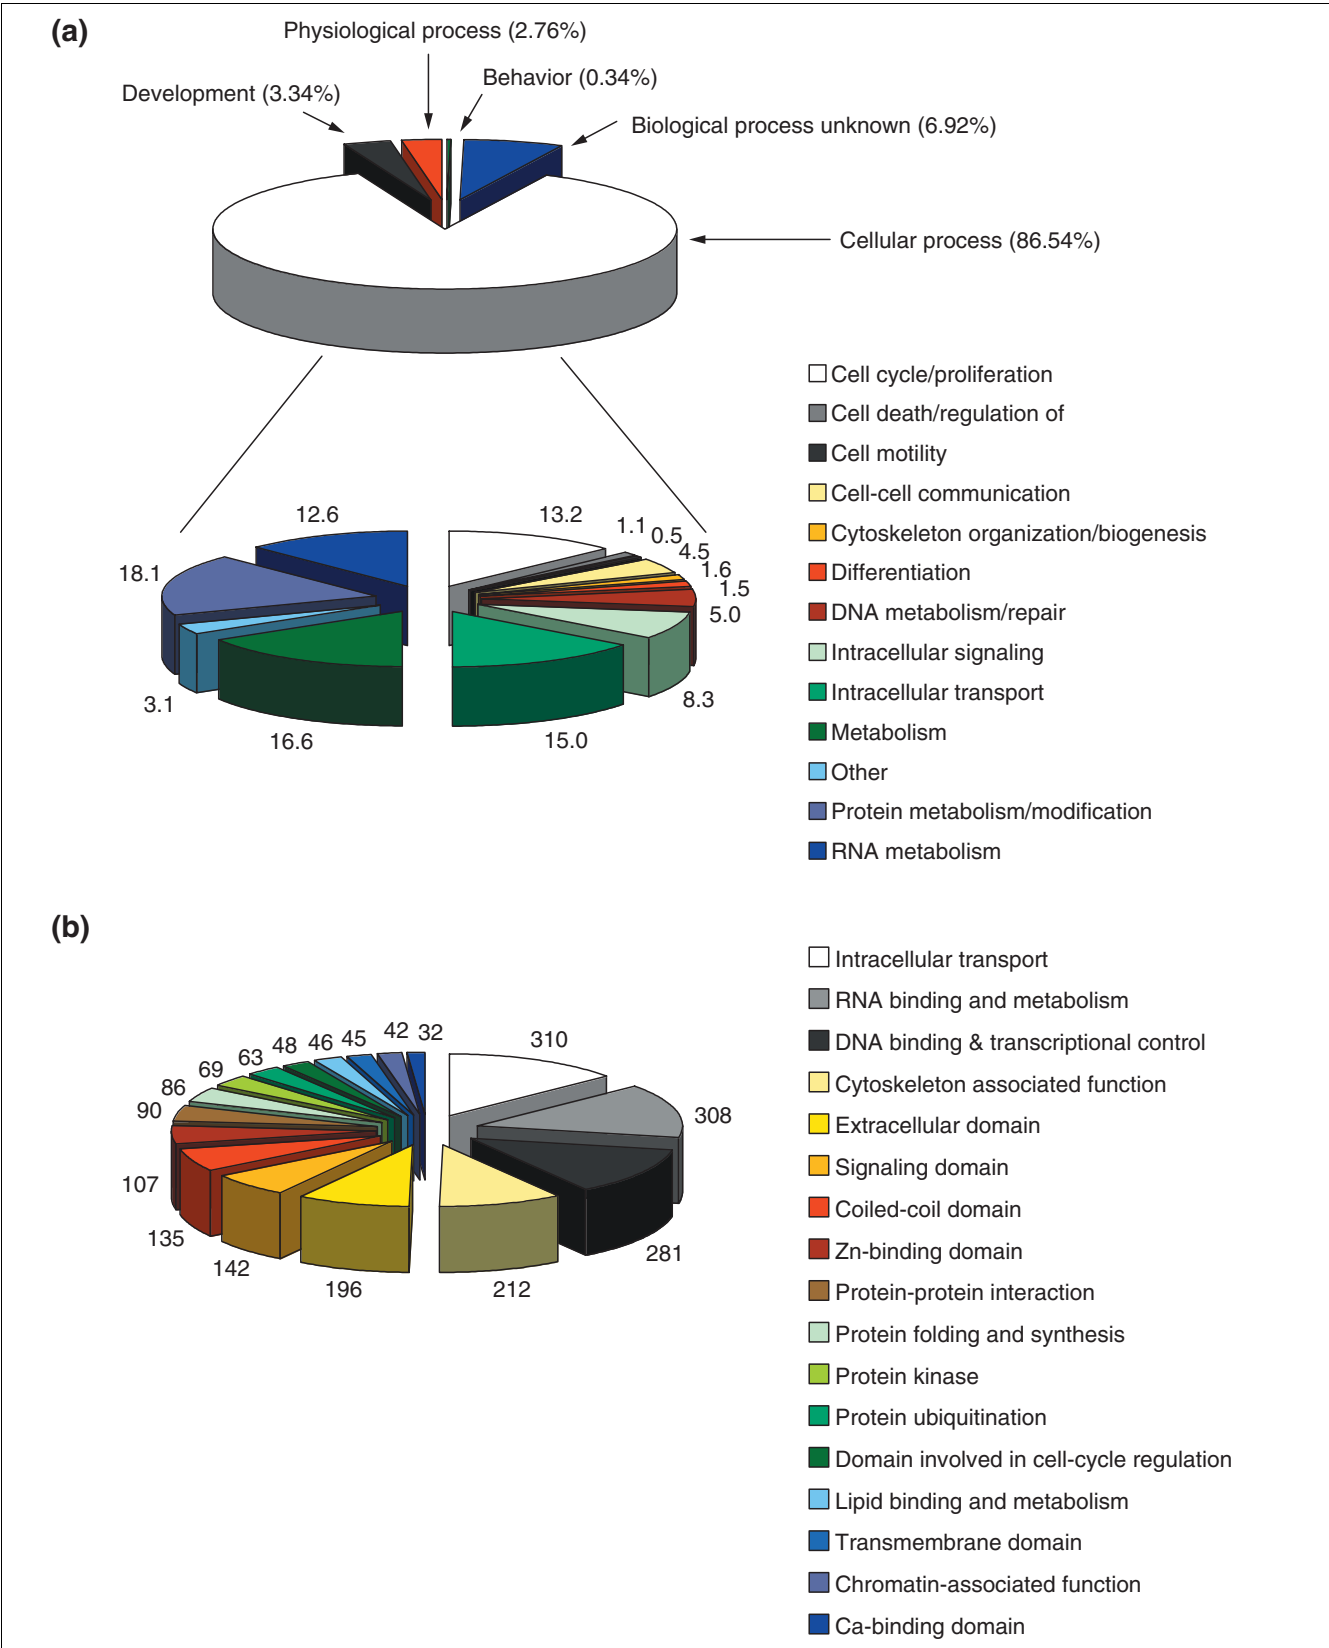 (a)
Physiological process (2.76%)
Behavior (0.34%)
Development (3.34%)
Biological process unknown (6.92%)
Cellular process (86.54%)
Cell cycle/proliferation
Cell death/regulation of
Cell motility
Cell-cell communication
Cytoskeleton organization/biogenesis
Differentiation
DNA metabolism/repair
Intracellular signaling
Intracellular transport
Metabolism
Other
Protein metabolism/modification
RNA metabolism
12.6
13.2
1.1
0.5
4.5
1.6
1.5
5.0
18.1
8.3
3.1
16.6
15.0
(b)
Intracellular transport
RNA binding and metabolism
DNA binding & transcriptional control
Cytoskeleton associated function
Extracellular domain
Signaling domain
Coiled-coil domain
Zn-binding domain
Protein-protein interaction
Protein folding and synthesis
Protein kinase
Protein ubiquitination
Domain involved in cell-cycle regulation
Lipid binding and metabolism
Transmembrane domain
Chromatin-associated function
Ca-binding domain
310
308
281
212
196
142
135
107
90
86
69
63
48
46
45
42
32